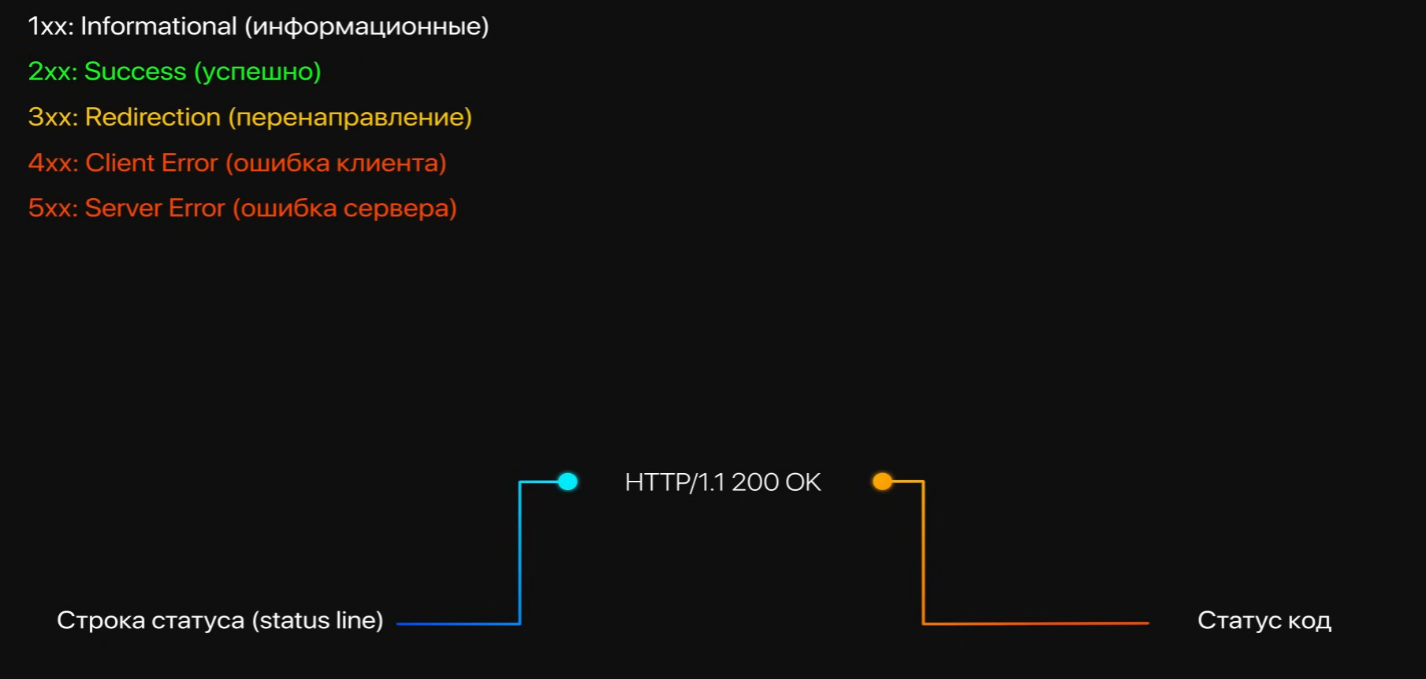 1xx: Informational (информационные)
2xx: Success (успешно)
3xx: Redirection (перенаправление)
4xx: Client Error (ошибка клиента)
5xx: Server Error (ошибка сервера)
HTTP/1.1 200 OK
Строка статуса (status line)
Статус код